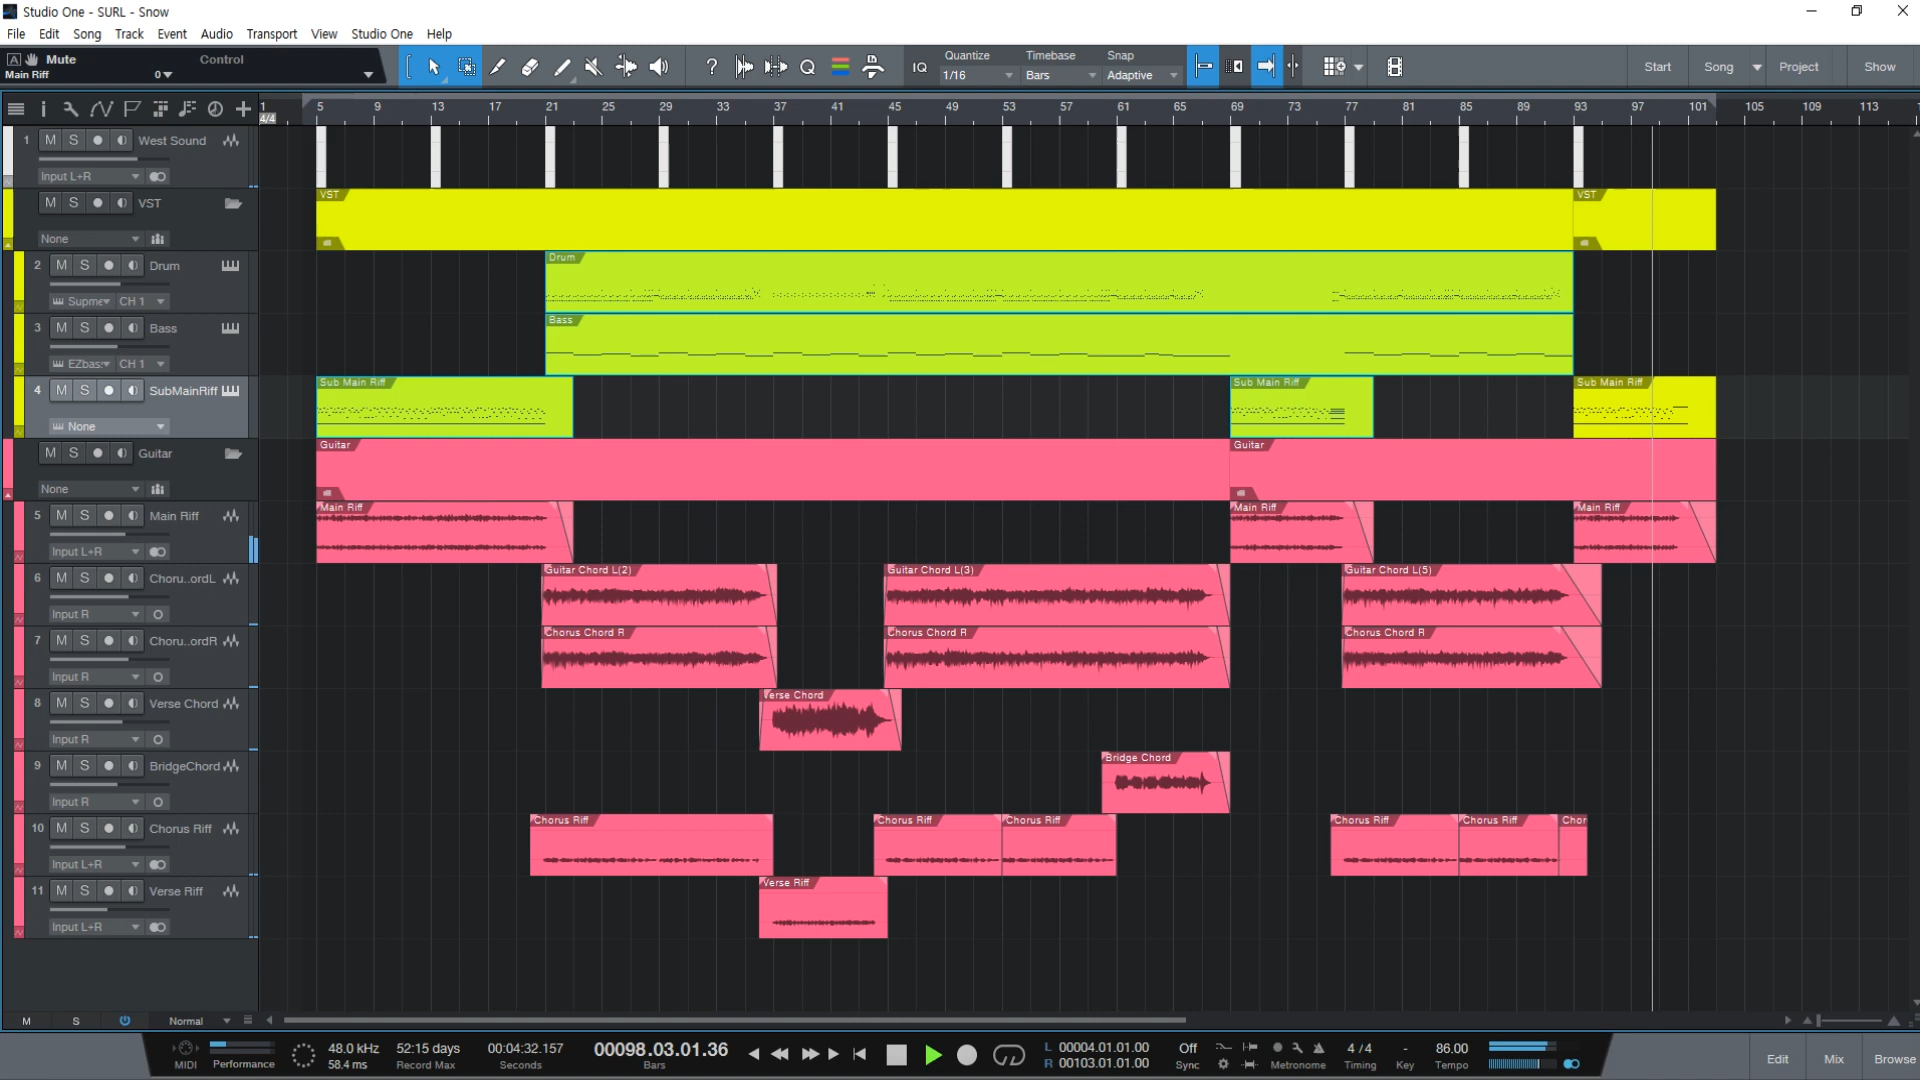 Studio One - SURL - Snow
File Edit Song Track Event Audio Transport View Studio One Help
A Mute Control
Main Riff 0
? Q IQ Quantize Timebase Snap
1/16 Bars Adaptive
Start Song Project Show
1 5 9 13 17 21 25 29 33 37 41 45 49 53 57 61 65 69 73 77 81 85 89 93 97 101 105 109 113
4/4
1 M S West Sound
Input L+R
M S VST
None
VST VST
2 M S Drum
Supme CH 1
Drum
3 M S Bass
EZbas CH 1
Bass
4 M S SubMainRiff
None
Sub Main Riff Sub Main Riff Sub Main Riff
M S Guitar
None
Guitar Guitar
5 M S Main Riff
Input L+R
Main Riff Main Riff Main Riff
6 M S Choru..ordL
Input R
Guitar Chord L(2) Guitar Chord L(3) Guitar Chord L(5)
7 M S Choru..ordR
Input R
Chorus Chord R Chorus Chord R Chorus Chord R
8 M S Verse Chord
Input R
Verse Chord
9 M S BridgeChord
Input R
Bridge Chord
10 M S Chorus Riff
Input L+R
Chorus Riff Chorus Riff Chorus Riff Chorus Riff Chorus Riff Chor
11 M S Verse Riff
Input L+R
Verse Riff
M S Normal
MIDI Performance
48.0 kHz 52:15 days 00:04:32.157 00098.03.01.36
58.4 ms Record Max Seconds Bars
L 00004.01.01.00
R 00103.01.01.00
Off 4 / 4 - 86.00
Sync Metronome Timing Key Tempo
Edit Mix Browse